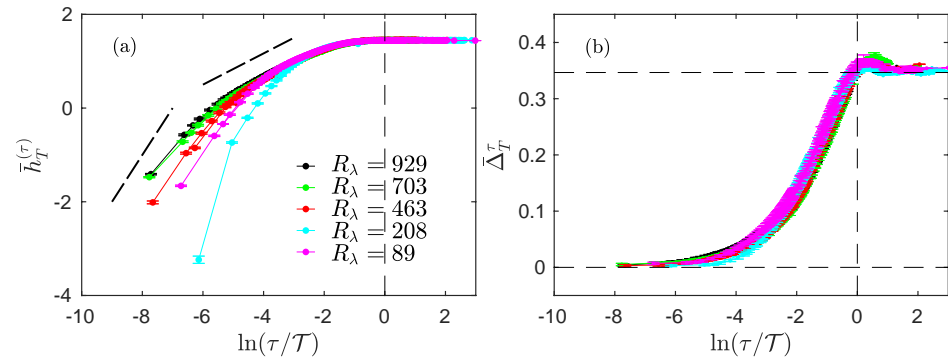 (a)
2
0
-2
-4
h̄_T^{(τ)}
R_λ = 929
R_λ = 703
R_λ = 463
R_λ = 208
R_λ = 89
-10 -8 -6 -4 -2 0 2
ln(τ/𝒯)
(b)
0.4
0.3
0.2
0.1
0
Δ̄_T^τ
-10 -8 -6 -4 -2 0 2
ln(τ/𝒯)